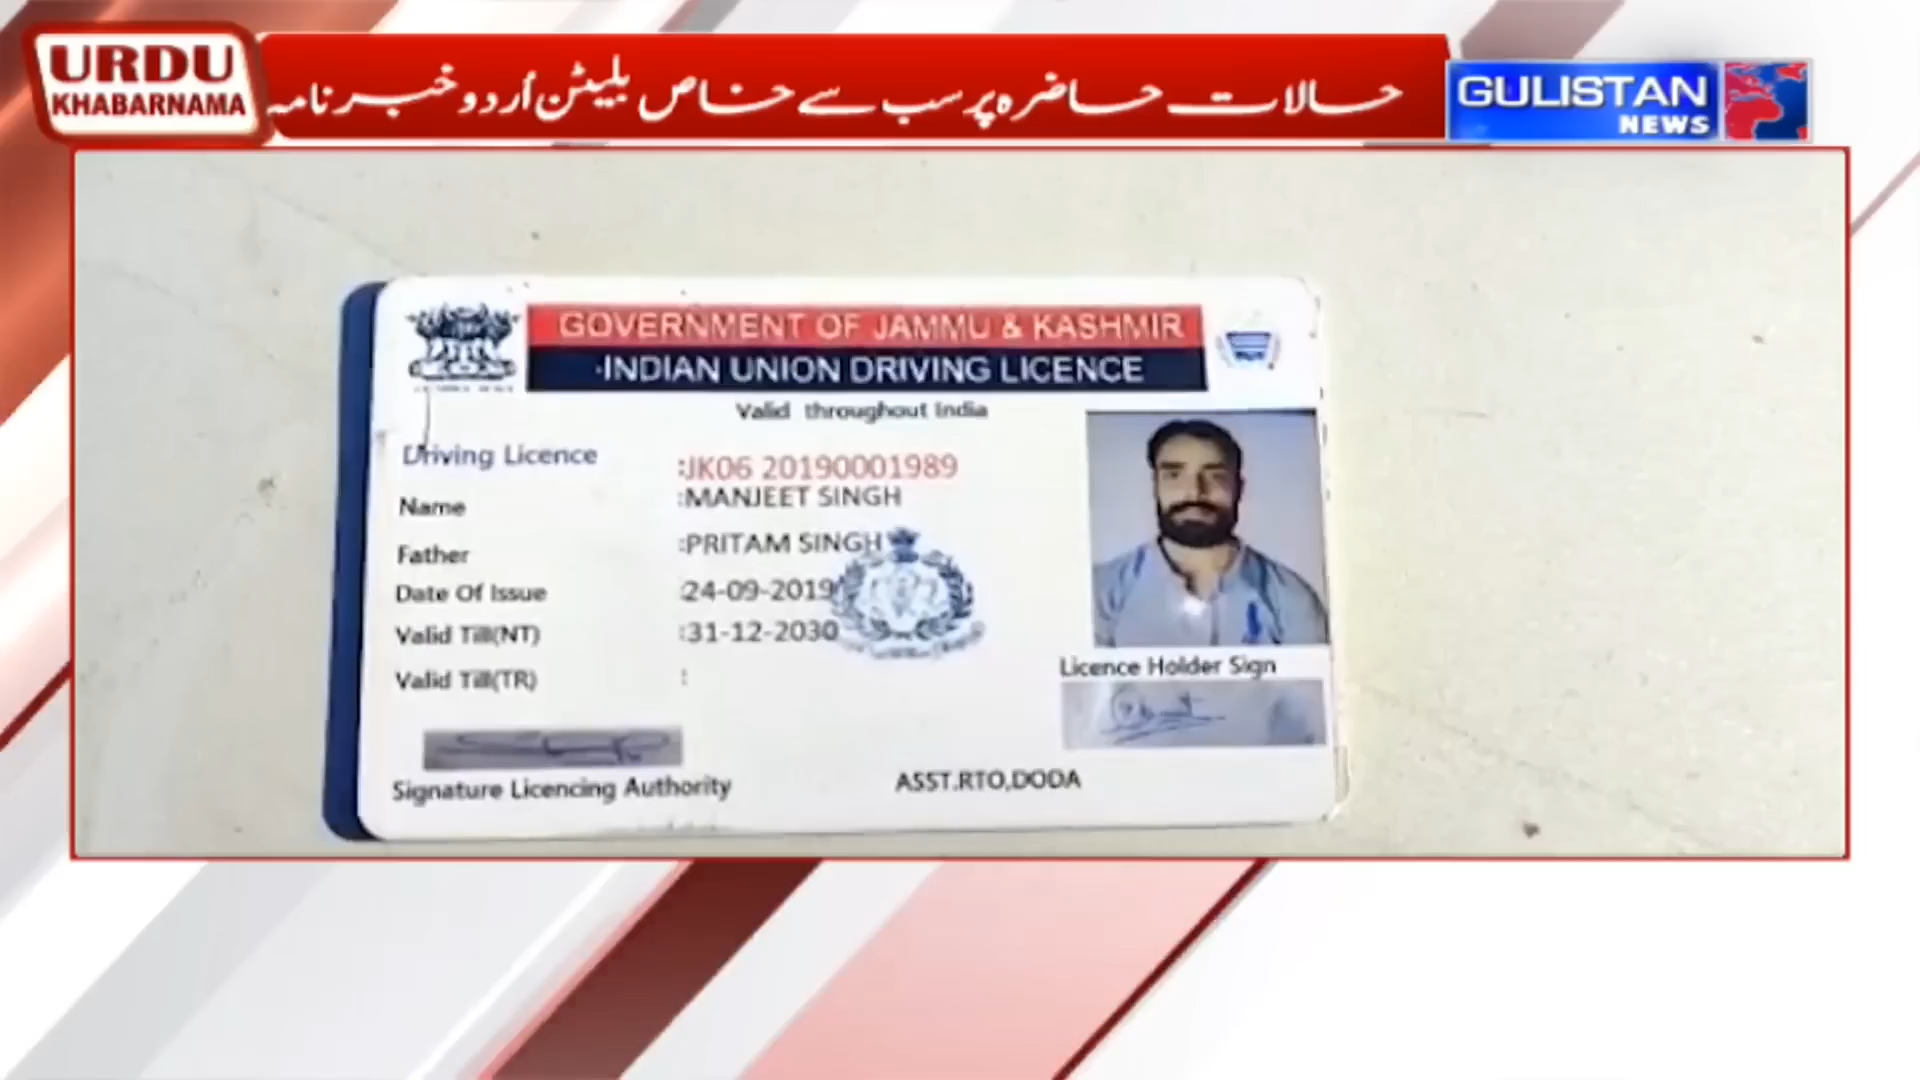 URDU
KHABARNAMA
حالات حاضرہ پر سب سے خاص بلیٹن اُردو خبرنامہ
GULISTAN
NEWS
GOVERNMENT OF JAMMU & KASHMIR
INDIAN UNION DRIVING LICENCE
Valid throughout India
Driving Licence :JK06 20190001989
Name :MANJEET SINGH
Father :PRITAM SINGH
Date Of Issue :24-09-2019
Valid Till(NT) :31-12-2030
Valid Till(TR) :
Licence Holder Sign
Signature Licencing Authority
ASST.RTO,DODA